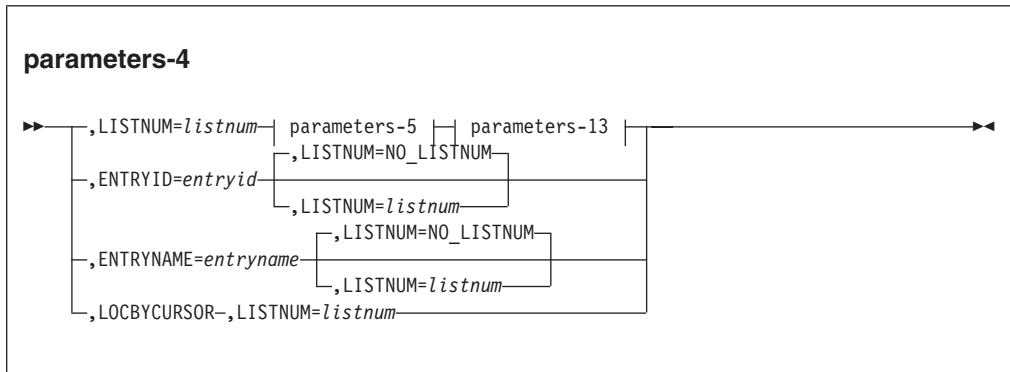 parameters-4
,LISTNUM=listnum parameters-5 parameters-13
,LISTNUM=NO_LISTNUM
,ENTRYID=entryid
,LISTNUM=listnum
,LISTNUM=NO_LISTNUM
,ENTRYNAME=entryname
,LISTNUM=listnum
,LOCBYCURSOR ,LISTNUM=listnum